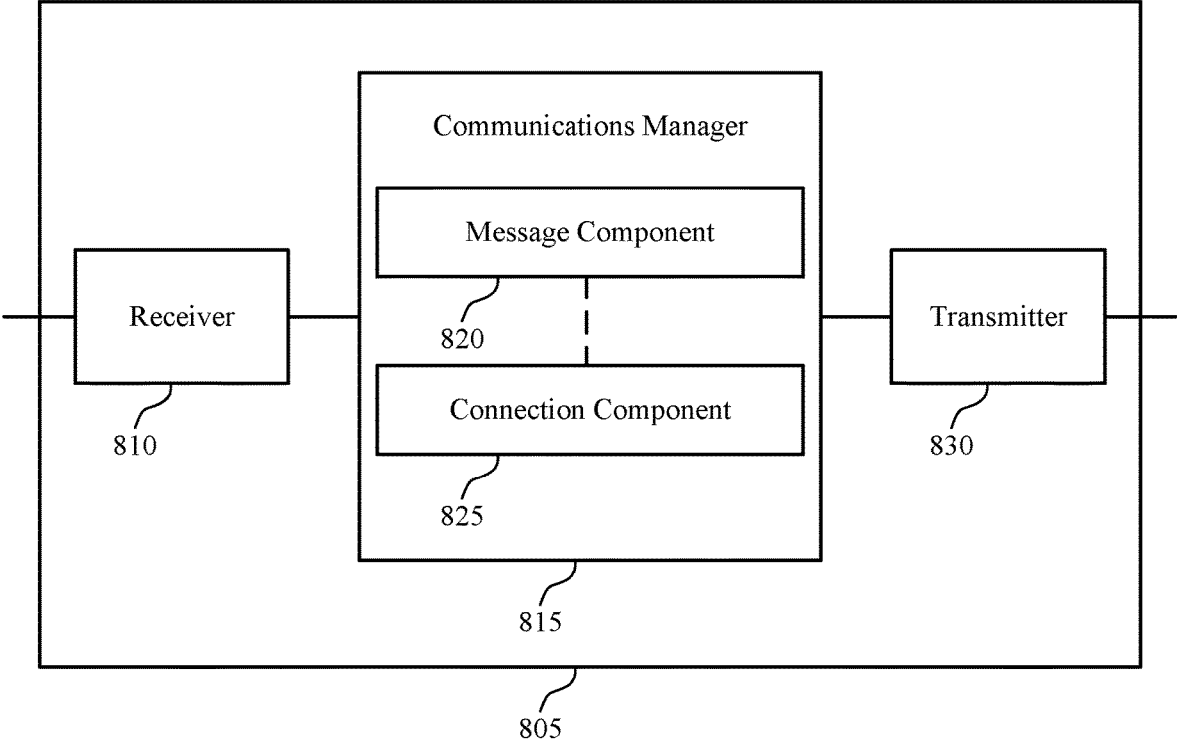 Communications Manager
Message Component
820
Receiver
810
Transmitter
830
Connection Component
825
815
805